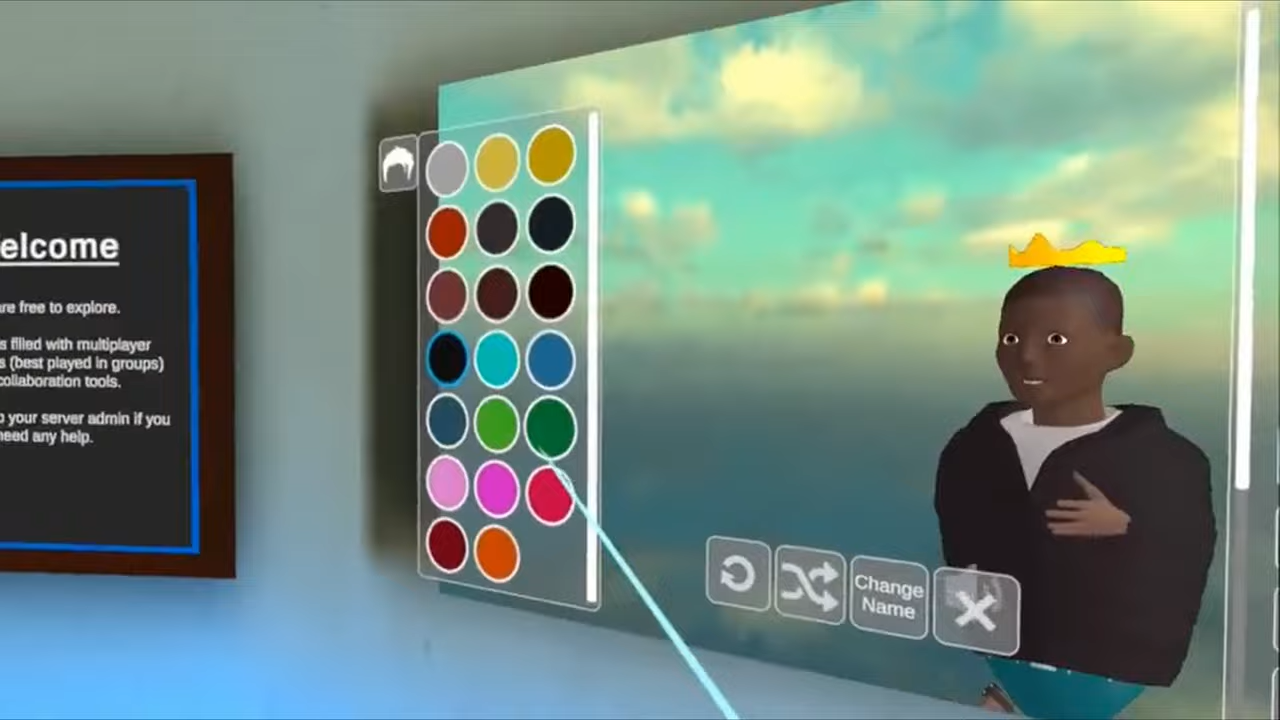 elcome
re free to explore.
s filled with multiplayer
s (best played in groups)
collaboration tools.
your server admin if you
need any help.
Change
Name